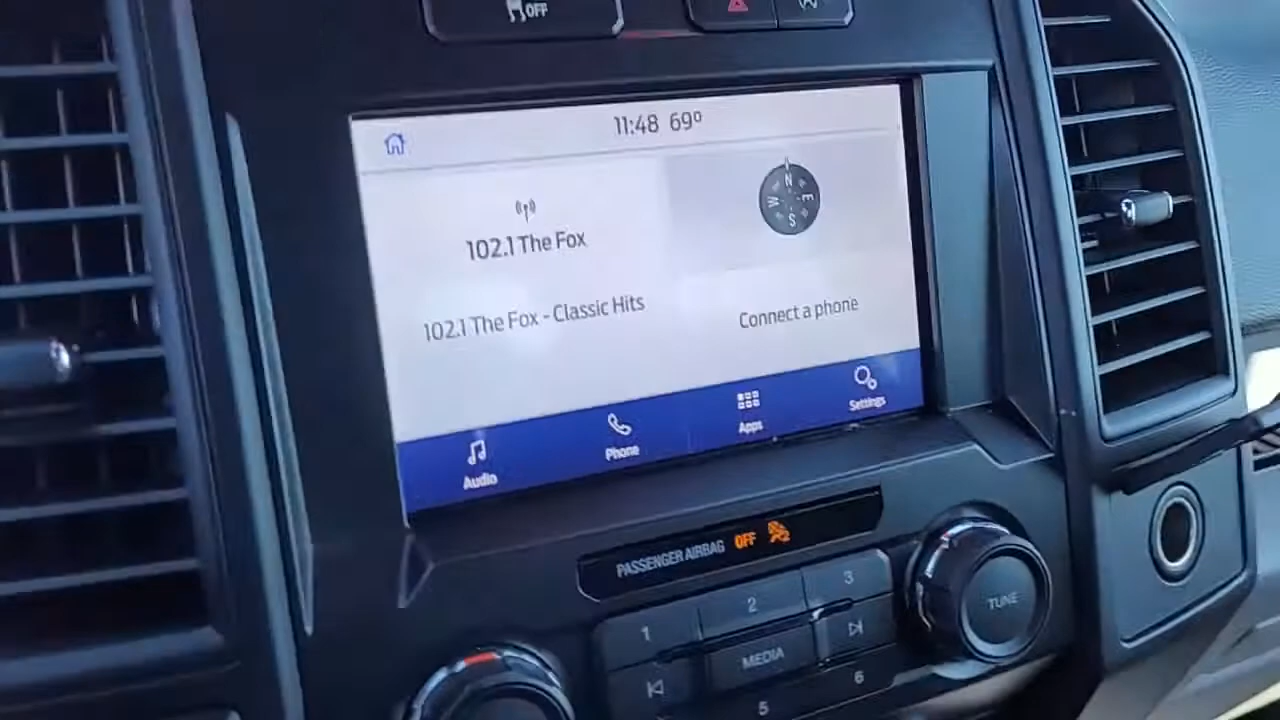 OFF
11:48 69º
N
W E
S
102.1 The Fox
102.1 The Fox - Classic Hits
Connect a phone
Audio
Phone
Apps
Settings
PASSENGER AIRBAG OFF
1
2
3
MEDIA
5
6
TUNE